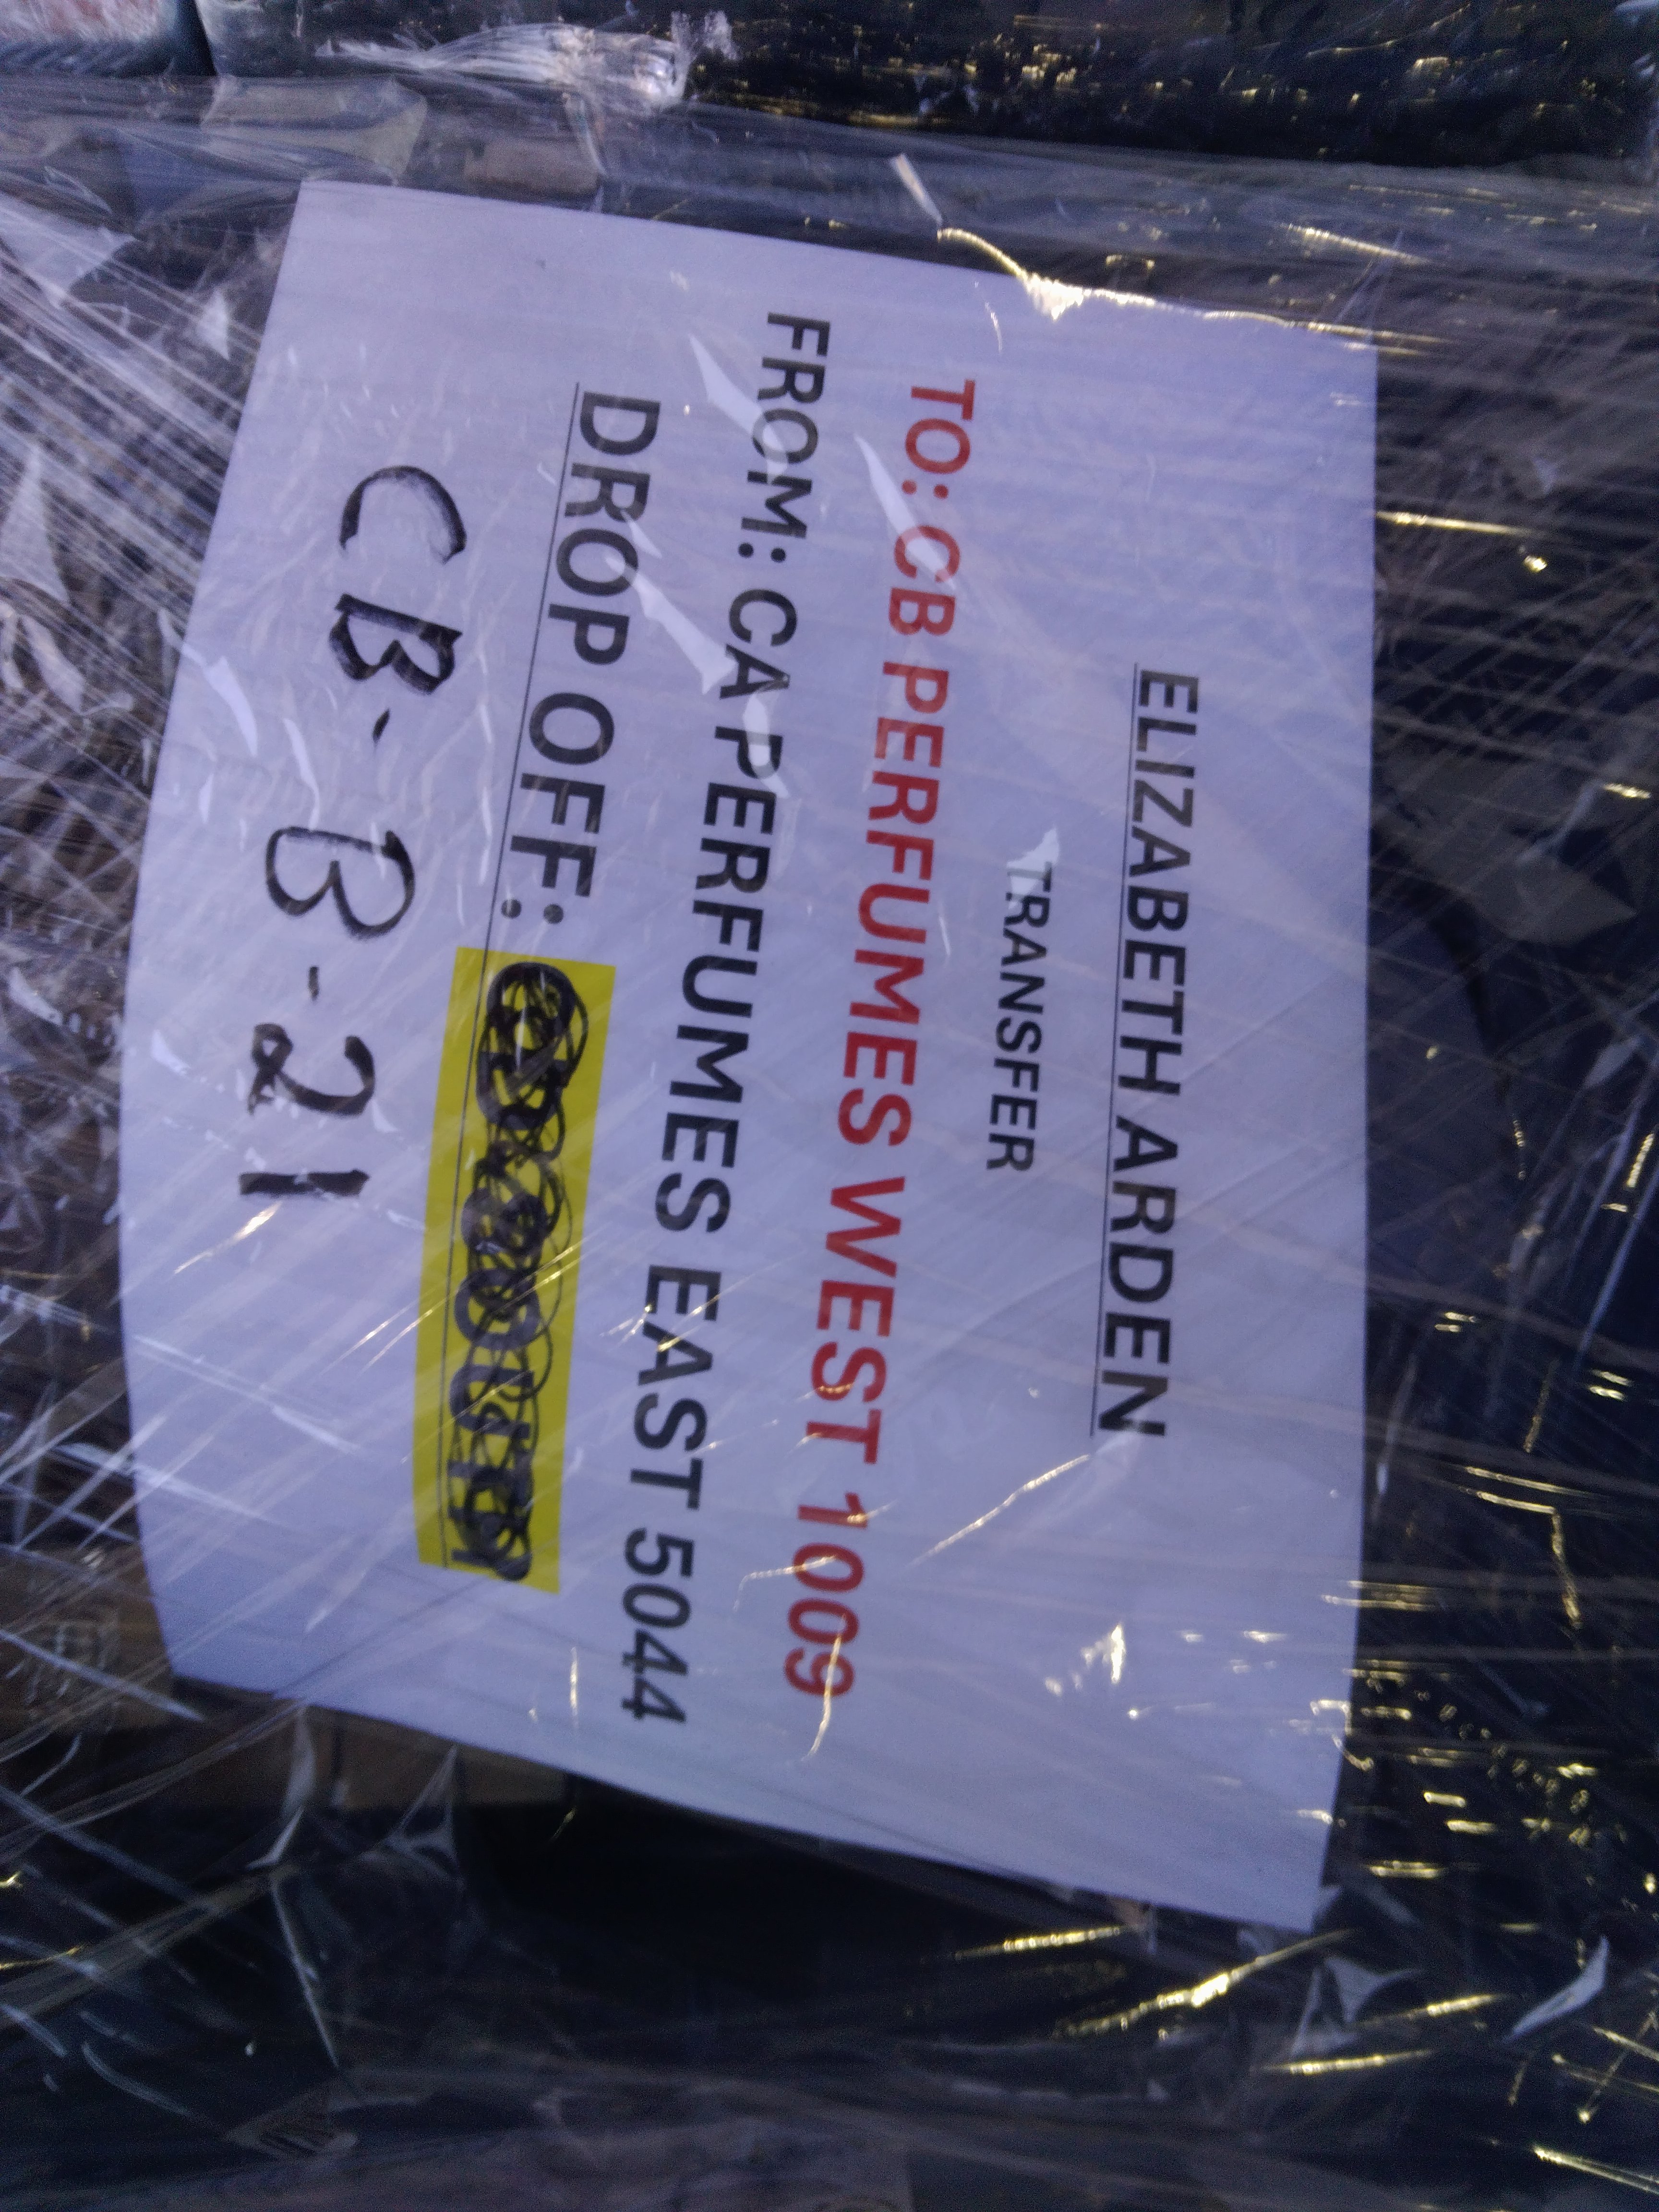 ELIZABETH ARDEN
TRANSFER
TO: CB PERFUMES WEST 1009
FROM: CA PERFUMES EAST 5044
DROP OFF:
CB- B-21